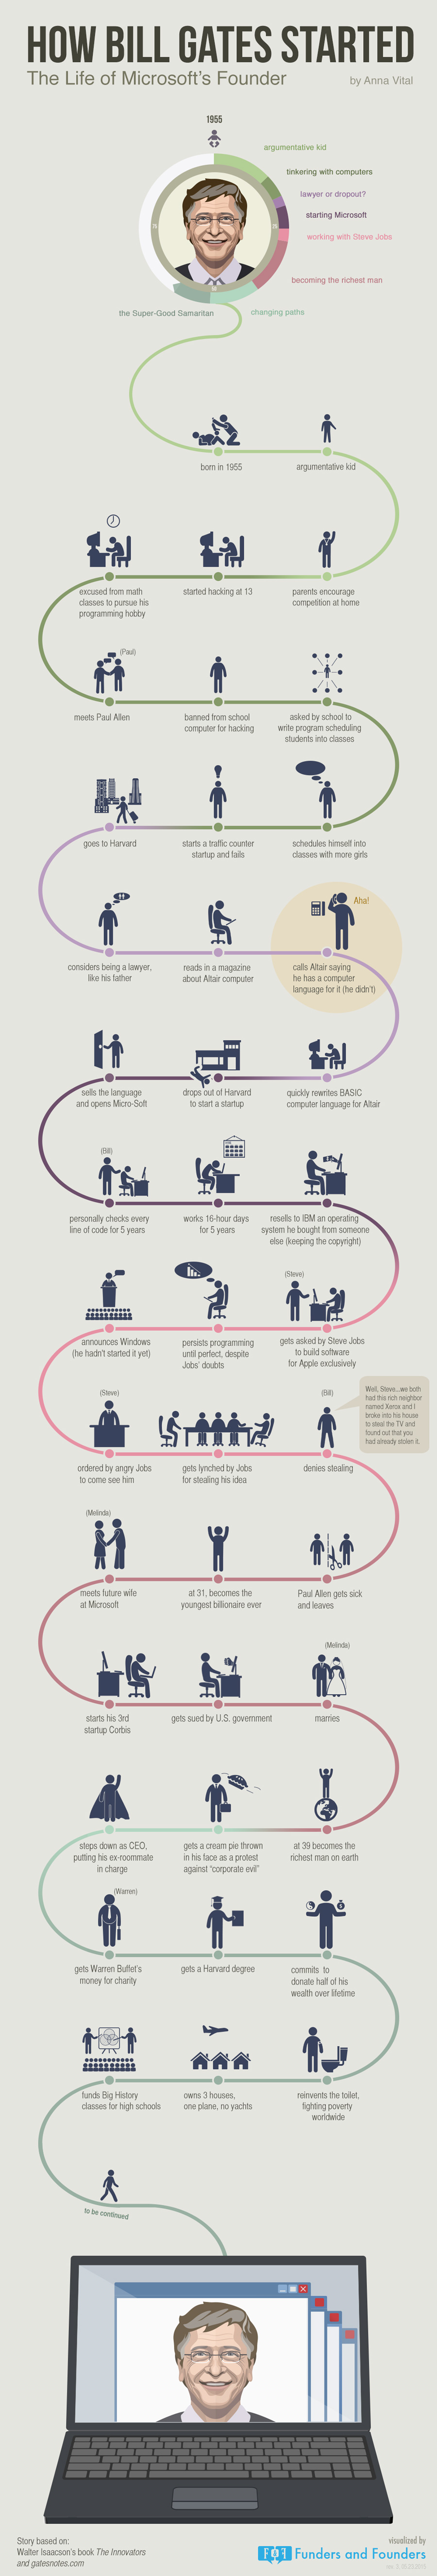 HOW BILL GATES STARTED
The Life of Microsoft's Founder
by Anna Vital
1955
argumentative kid
tinkering with computers
lawyer or dropout?
starting Microsoft
working with Steve Jobs
becoming the richest man
changing paths
the Super-Good Samaritan
born in 1955
argumentative kid
excused from math
classes to pursue his
programming hobby
started hacking at 13
parents encourage
competition at home
(Paul)
meets Paul Allen
banned from school
computer for hacking
asked by school to
write program scheduling
students into classes
goes to Harvard
starts a traffic counter
startup and fails
schedules himself into
classes with more girls
Aha!
considers being a lawyer,
like his father
reads in a magazine
about Altair computer
calls Altair saying
he has a computer
language for it (he didn't)
sells the language
and opens Micro-Soft
drops out of Harvard
to start a startup
quickly rewrites BASIC
computer language for Altair
(Bill)
personally checks every
line of code for 5 years
works 16-hour days
for 5 years
resells to IBM an operating
system he bought from someone
else (keeping the copyright)
(Steve)
announces Windows
(he hadn't started it yet)
persists programming
until perfect, despite
Jobs' doubts
gets asked by Steve Jobs
to build software
for Apple exclusively
(Steve)
(Bill)
Well, Steve...we both
had this rich neighbor
named Xerox and I
broke into his house
to steal the TV and
found out that you
had already stolen it.
ordered by angry Jobs
to come see him
gets lynched by Jobs
for stealing his idea
denies stealing
(Melinda)
meets future wife
at Microsoft
at 31, becomes the
youngest billionaire ever
Paul Allen gets sick
and leaves
(Melinda)
starts his 3rd
startup Corbis
gets sued by U.S. government
marries
steps down as CEO,
putting his ex-roommate
in charge
gets a cream pie thrown
in his face as a protest
against "corporate evil"
at 39 becomes the
richest man on earth
(Warren)
gets Warren Buffet's
money for charity
gets a Harvard degree
commits to
donate half of his
wealth over lifetime
funds Big History
classes for high schools
owns 3 houses,
one plane, no yachts
reinvents the toilet,
fighting poverty
worldwide
to be continued
Story based on:
Walter Isaacson's book The Innovators
and gatesnotes.com
visualized by
Funders and Founders